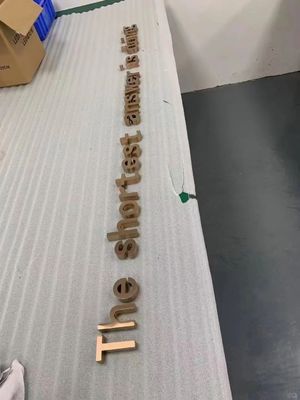 The shortest answer is doing